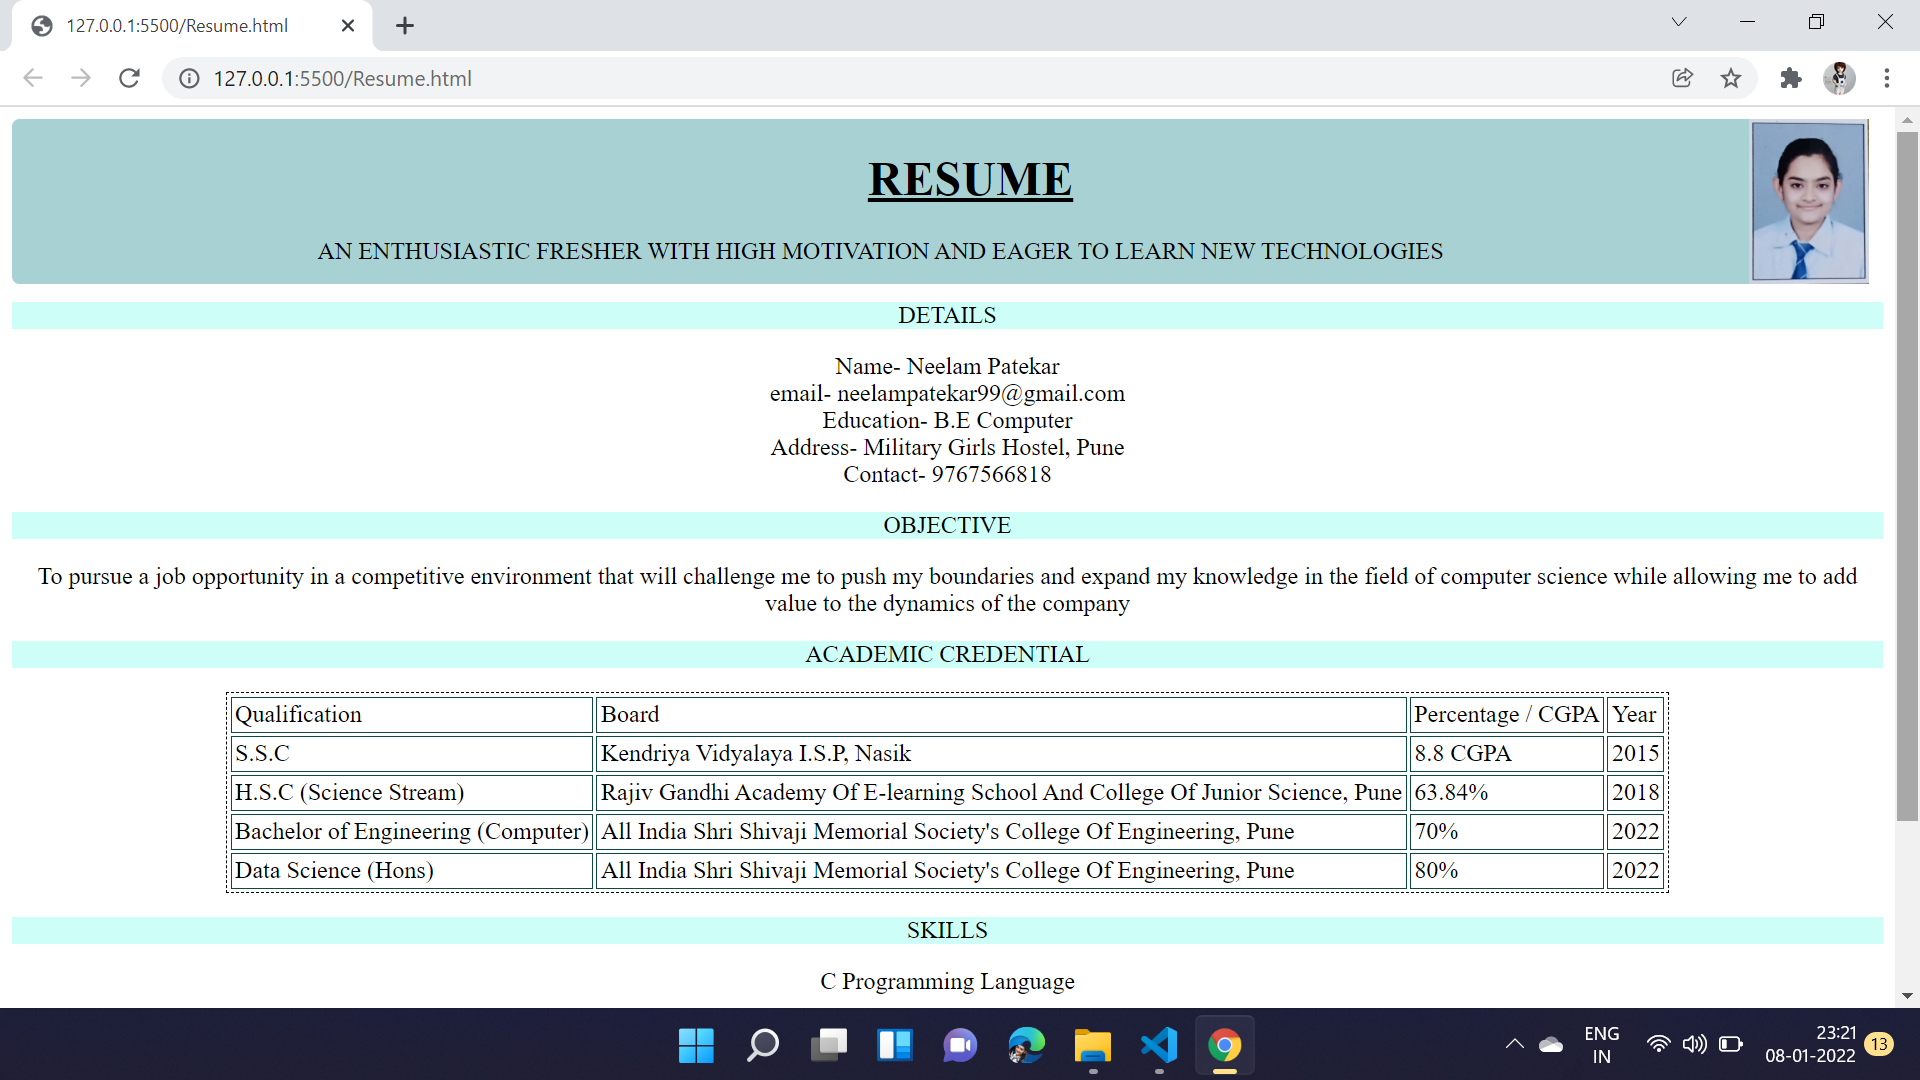 127.0.0.1:5500/Resume.html
127.0.0.1:5500/Resume.html
RESUME
AN ENTHUSIASTIC FRESHER WITH HIGH MOTIVATION AND EAGER TO LEARN NEW TECHNOLOGIES
DETAILS
Name- Neelam Patekar
email- neelampatekar99@gmail.com
Education- B.E Computer
Address- Military Girls Hostel, Pune
Contact- 9767566818
OBJECTIVE
To pursue a job opportunity in a competitive environment that will challenge me to push my boundaries and expand my knowledge in the field of computer science while allowing me to add
value to the dynamics of the company
ACADEMIC CREDENTIAL
Qualification Board Percentage / CGPA Year
S.S.C Kendriya Vidyalaya I.S.P, Nasik 8.8 CGPA 2015
H.S.C (Science Stream) Rajiv Gandhi Academy Of E-learning School And College Of Junior Science, Pune 63.84% 2018
Bachelor of Engineering (Computer) All India Shri Shivaji Memorial Society's College Of Engineering, Pune 70% 2022
Data Science (Hons) All India Shri Shivaji Memorial Society's College Of Engineering, Pune 80% 2022
SKILLS
C Programming Language
ENG 23:21
IN 08-01-2022 13